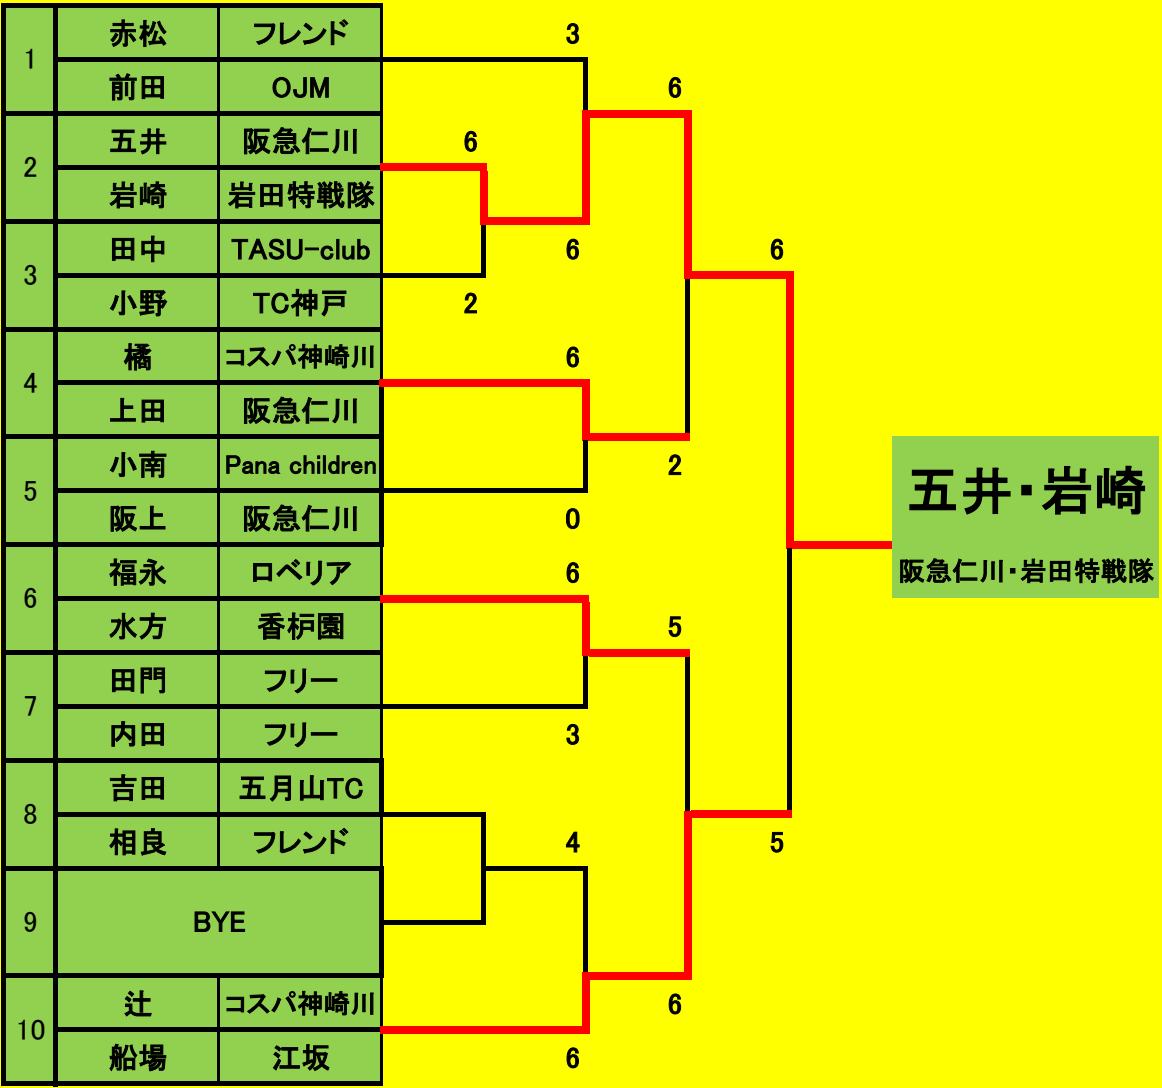 1 赤松 フレンド
前田 OJM
2 五井 阪急仁川
岩崎 岩田特戦隊
3 田中 TASU-club
小野 TC神戸
4 橘 コスパ神崎川
上田 阪急仁川
5 小南 Pana children
阪上 阪急仁川
6 福永 ロベリア
水方 香枦園
7 田門 フリー
内田 フリー
8 吉田 五月山TC
相良 フレンド
9 BYE
10 辻 コスパ神崎川
船場 江坂
6
2
3
6
6
0
6
3
4
6
6
2
5
6
6
5
五井・岩崎
阪急仁川・岩田特戦隊